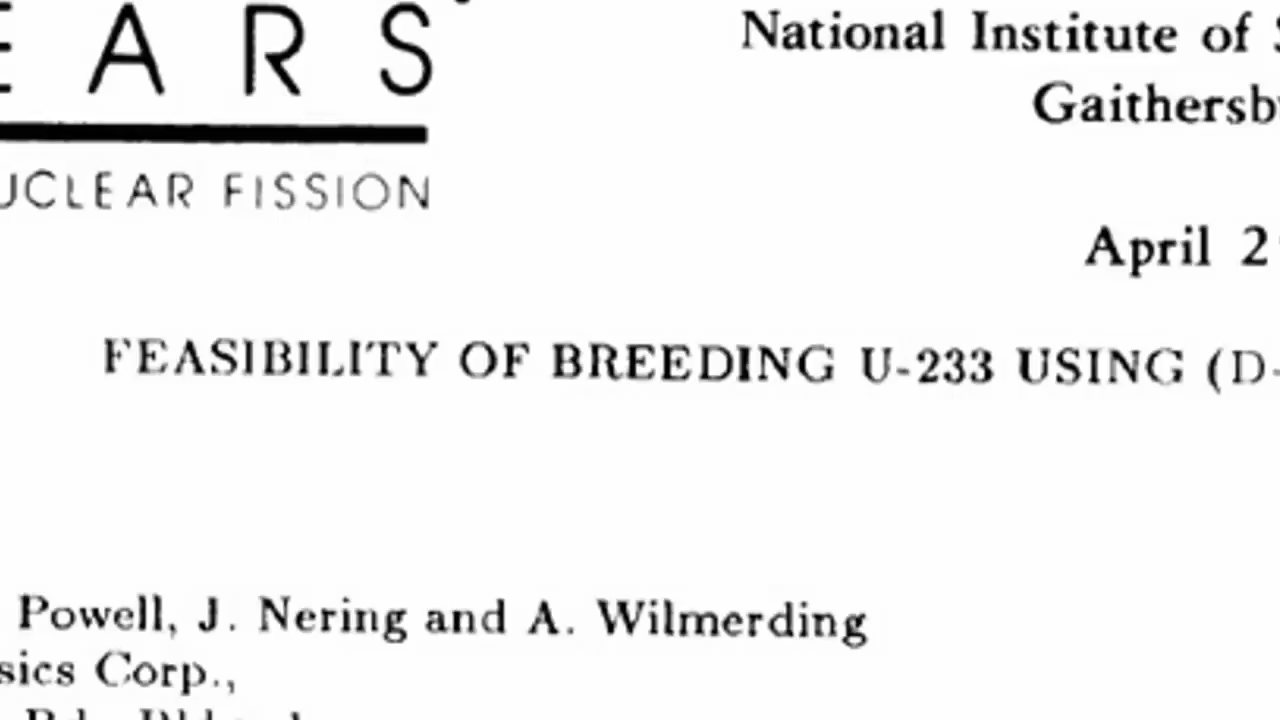 EARS
National Institute of
Gaithersb
UCLEAR FISSION
April 2
FEASIBILITY OF BREEDING U-233 USING (D-
Powell, J. Nering and A. Wilmerding
sics Corp.,